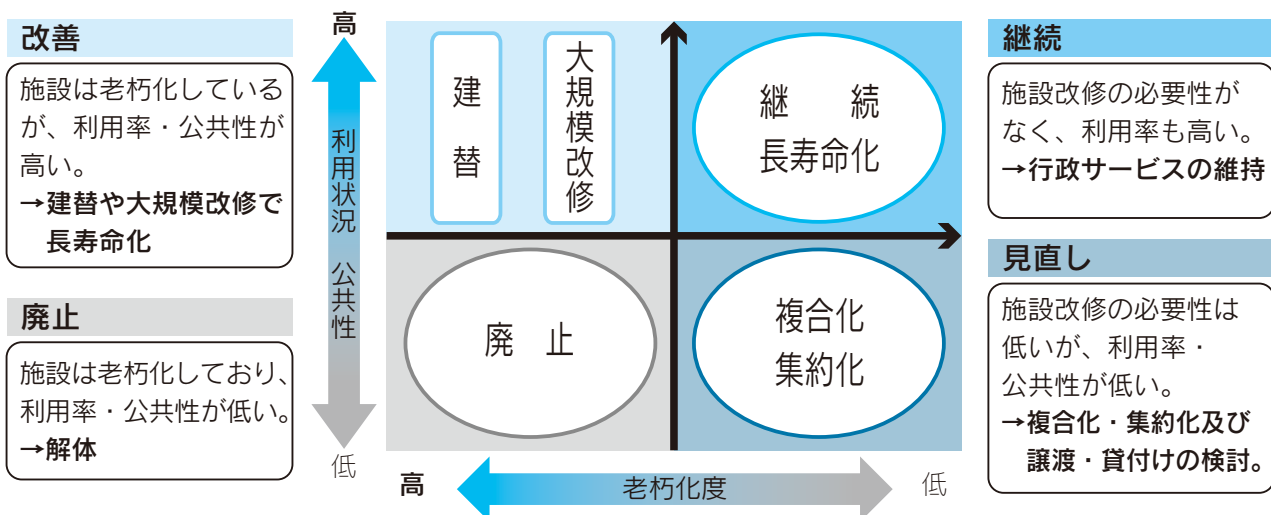 改善
施設は老朽化している
が、利用率・公共性が
高い。
→建替や大規模改修で
長寿命化
廃止
施設は老朽化しており、
利用率・公共性が低い。
→解体
高
利用状況 公共性
低
建替
大規模改修
継 続
長寿命化
廃 止
複合化
集約化
高
老朽化度
低
継続
施設改修の必要性が
なく、利用率も高い。
→行政サービスの維持
見直し
施設改修の必要性は
低いが、利用率・
公共性が低い。
→複合化・集約化及び
譲渡・貸付けの検討。